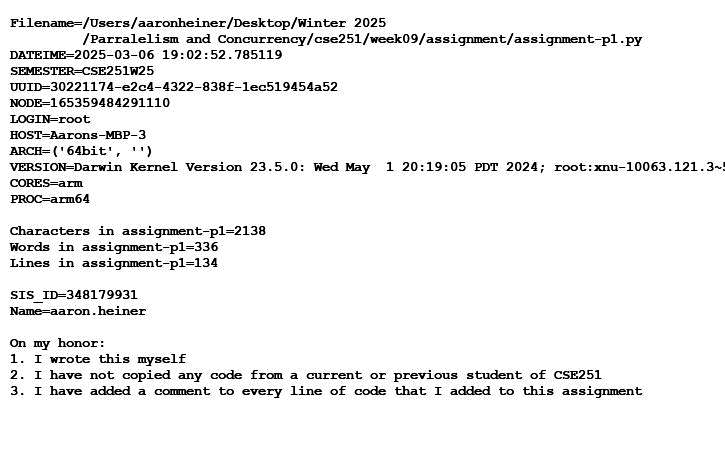 Filename=/Users/aaronheiner/Desktop/Winter 2025
/Parralelism and Concurrency/cse251/week09/assignment/assignment-p1.py
DATEIME=2025-03-06 19:02:52.785119
SEMESTER=CSE251W25
UUID=30221174-e2c4-4322-838f-1ec519454a52
NODE=165359484291110
LOGIN=root
HOST=Aarons-MBP-3
ARCH=('64bit', '')
VERSION=Darwin Kernel Version 23.5.0: Wed May  1 20:19:05 PDT 2024; root:xnu-10063.121.3~
CORES=arm
PROC=arm64
Characters in assignment-p1=2138
Words in assignment-p1=336
Lines in assignment-p1=134
SIS_ID=348179931
Name=aaron.heiner
On my honor:
1. I wrote this myself
2. I have not copied any code from a current or previous student of CSE251
3. I have added a comment to every line of code that I added to this assignment